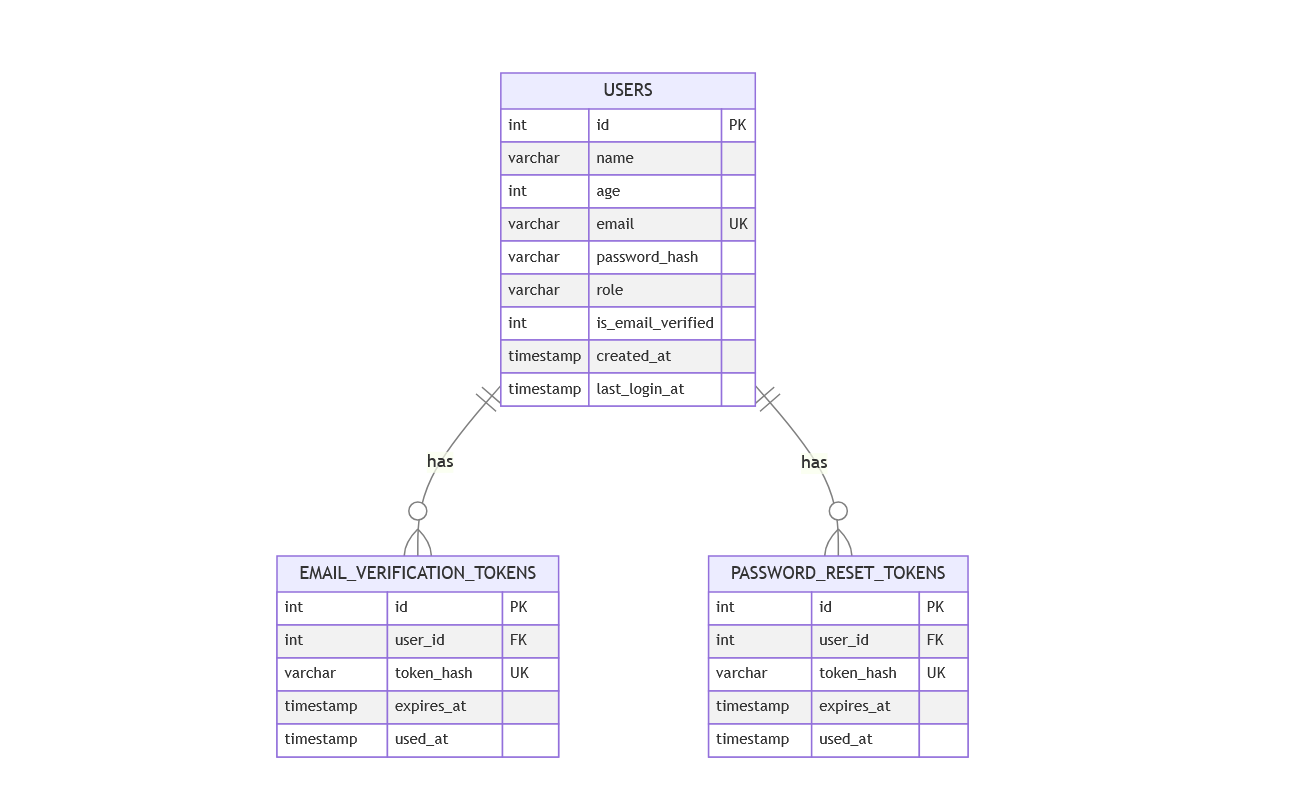 USERS
int id PK
varchar name
int age
varchar email UK
varchar password_hash
varchar role
int is_email_verified
timestamp created_at
timestamp last_login_at
has
has
EMAIL_VERIFICATION_TOKENS
int id PK
int user_id FK
varchar token_hash UK
timestamp expires_at
timestamp used_at
PASSWORD_RESET_TOKENS
int id PK
int user_id FK
varchar token_hash UK
timestamp expires_at
timestamp used_at